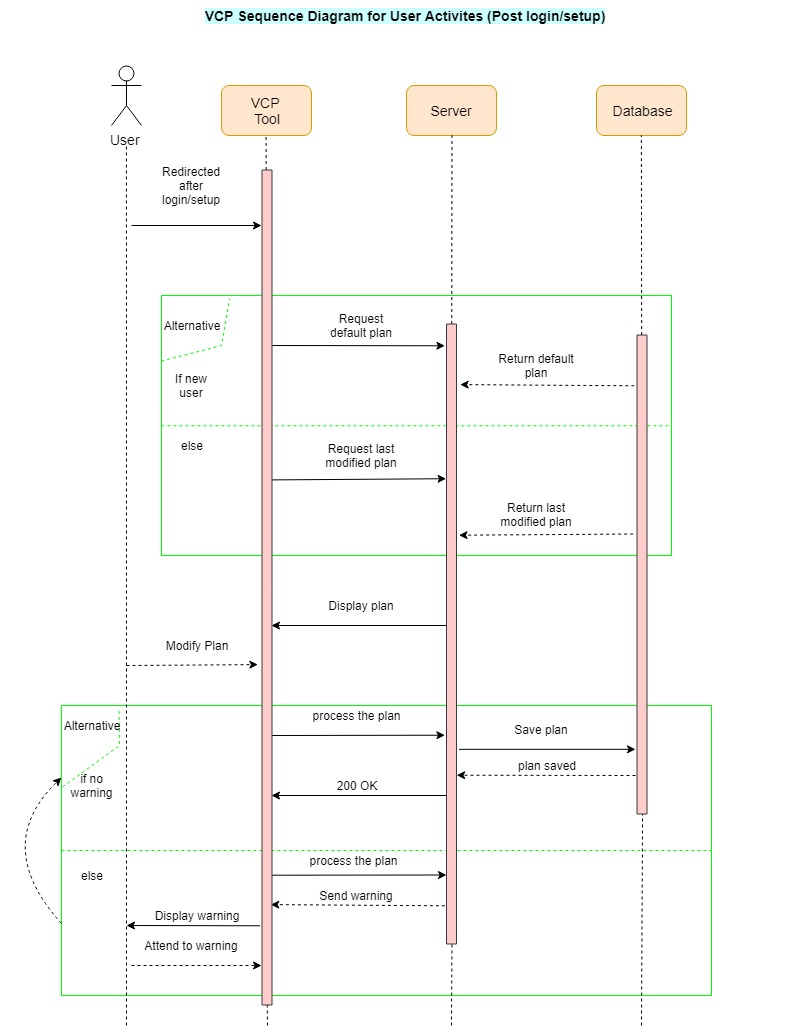 VCP Sequence Diagram for User Activites (Post login/setup)
User
VCP
Tool
Server
Database
Redirected
after
login/setup
Alternative
Request
default plan
Return default
plan
If new
user
else
Request last
modified plan
Return last
modified plan
Display plan
Modify Plan
Alternative
process the plan
Save plan
plan saved
if no
warning
200 OK
else
process the plan
Send warning
Display warning
Attend to warning